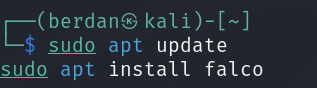 ┌──(berdan㉿kali)-[~]
└─$ sudo apt update
sudo apt install falco